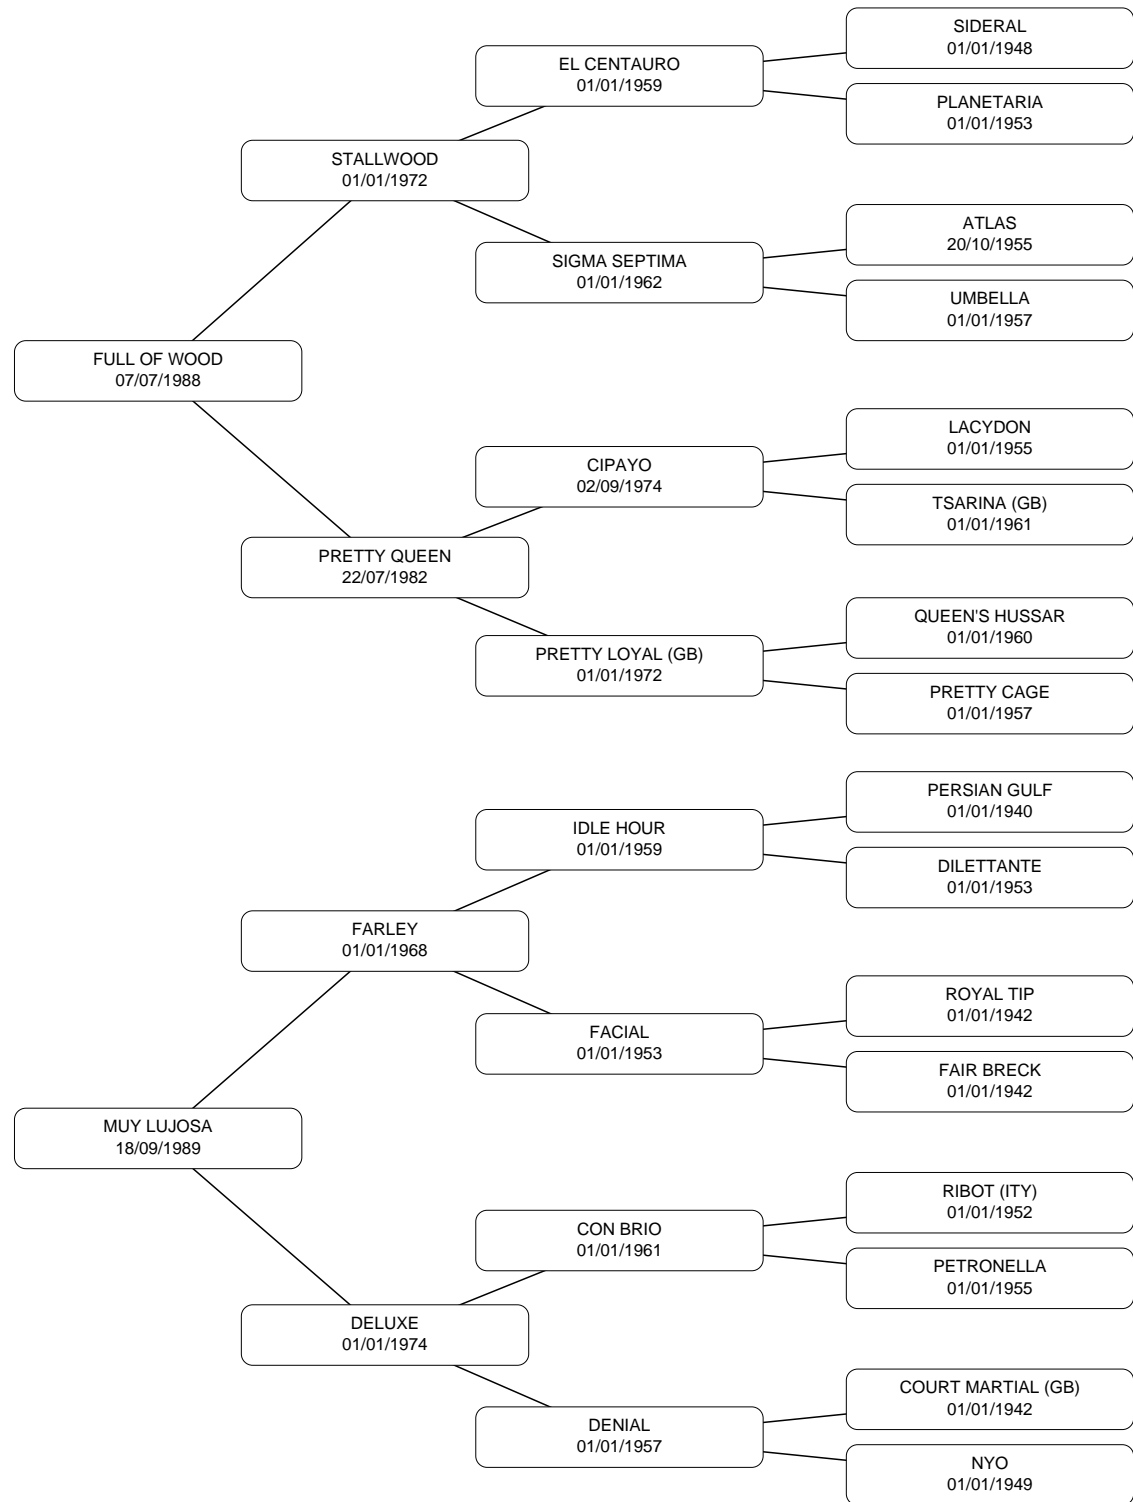 SIDERAL
01/01/1948
EL CENTAURO
01/01/1959
PLANETARIA
01/01/1953
STALLWOOD
01/01/1972
ATLAS
20/10/1955
SIGMA SEPTIMA
01/01/1962
UMBELLA
01/01/1957
FULL OF WOOD
07/07/1988
LACYDON
01/01/1955
CIPAYO
02/09/1974
TSARINA (GB)
01/01/1961
PRETTY QUEEN
22/07/1982
QUEEN'S HUSSAR
01/01/1960
PRETTY LOYAL (GB)
01/01/1972
PRETTY CAGE
01/01/1957
PERSIAN GULF
01/01/1940
IDLE HOUR
01/01/1959
DILETTANTE
01/01/1953
FARLEY
01/01/1968
ROYAL TIP
01/01/1942
FACIAL
01/01/1953
FAIR BRECK
01/01/1942
MUY LUJOSA
18/09/1989
RIBOT (ITY)
01/01/1952
CON BRIO
01/01/1961
PETRONELLA
01/01/1955
DELUXE
01/01/1974
COURT MARTIAL (GB)
01/01/1942
DENIAL
01/01/1957
NYO
01/01/1949